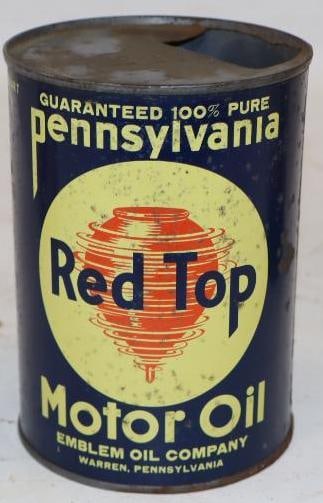 GUARANTEED 100% PURE
Pennsylvania
Red Top
Motor Oil
EMBLEM OIL COMPANY
WARREN, PENNSYLVANIA